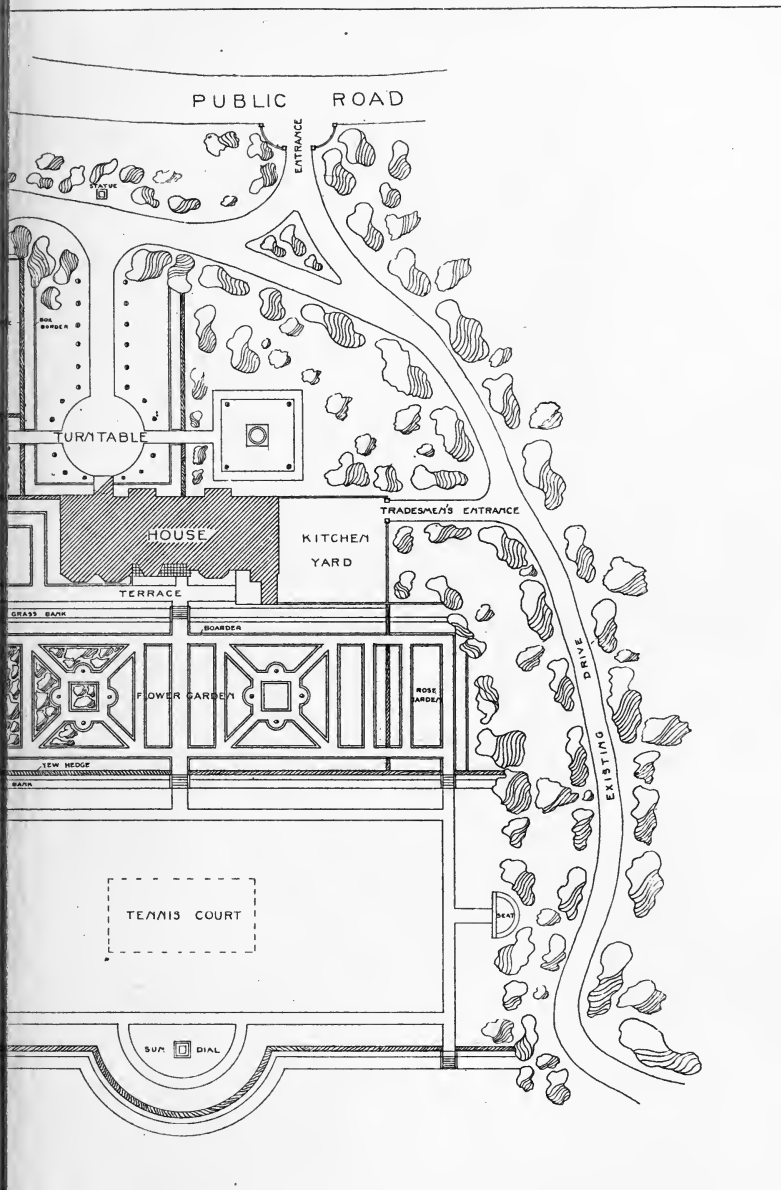 PUBLIC ROAD
ENTRANCE
STATUE
BOX
BORDER
TURNTABLE
TRADESMEN'S ENTRANCE
HOUSE
KITCHEN
YARD
TERRACE
GRASS BANK
BOARDER
EXISTING DRIVE
FLOWER GARDEN
ROSE
GARDEN
YEW HEDGE
BANK
TENNIS COURT
SEAT
SUN DIAL